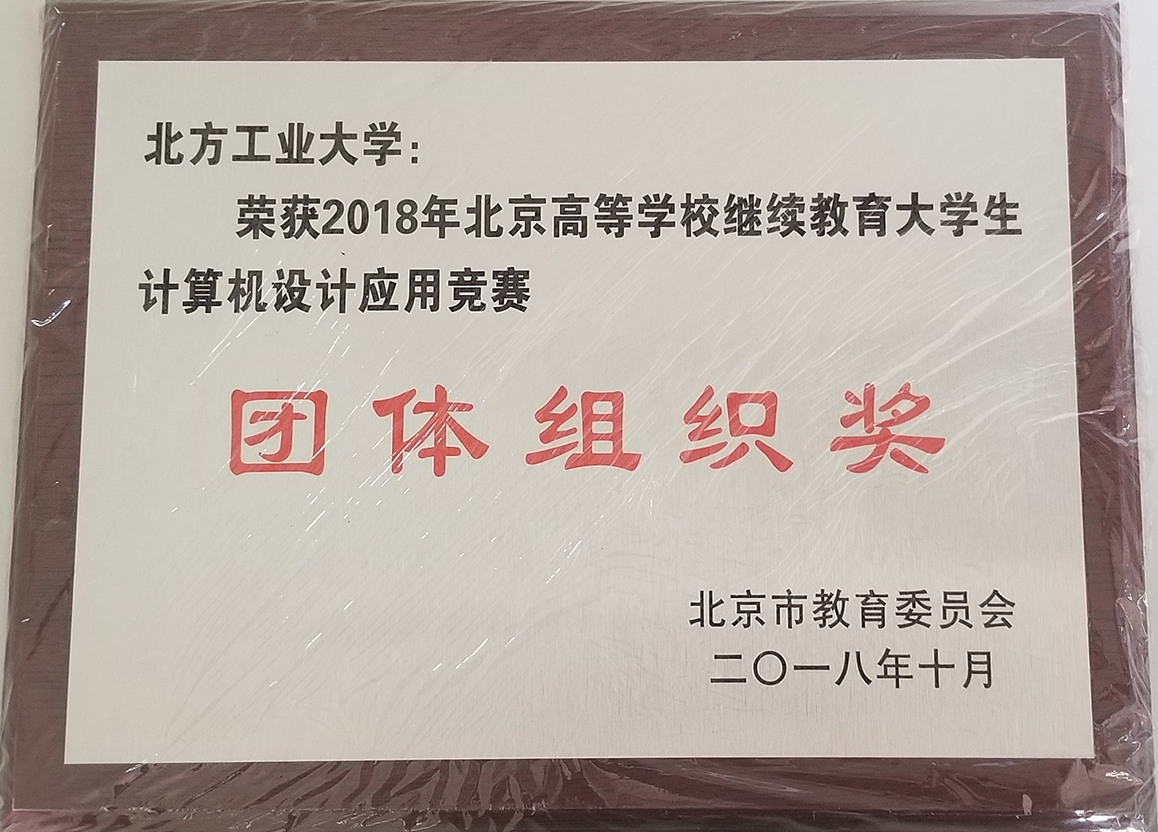 北方工业大学：
荣获2018年北京高等学校继续教育大学生
计算机设计应用竞赛
团体组织奖
北京市教育委员会
二〇一八年十月